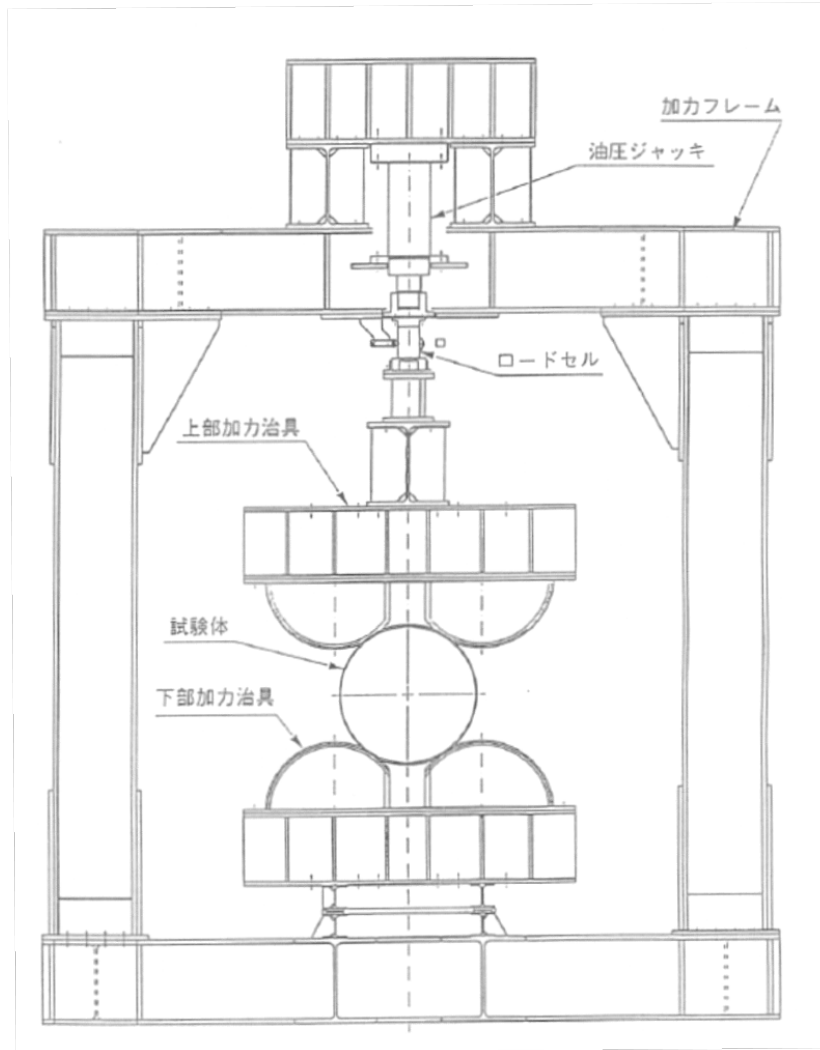 加力フレーム
油圧ジャッキ
ロードセル
上部加力治具
試験体
下部加力治具